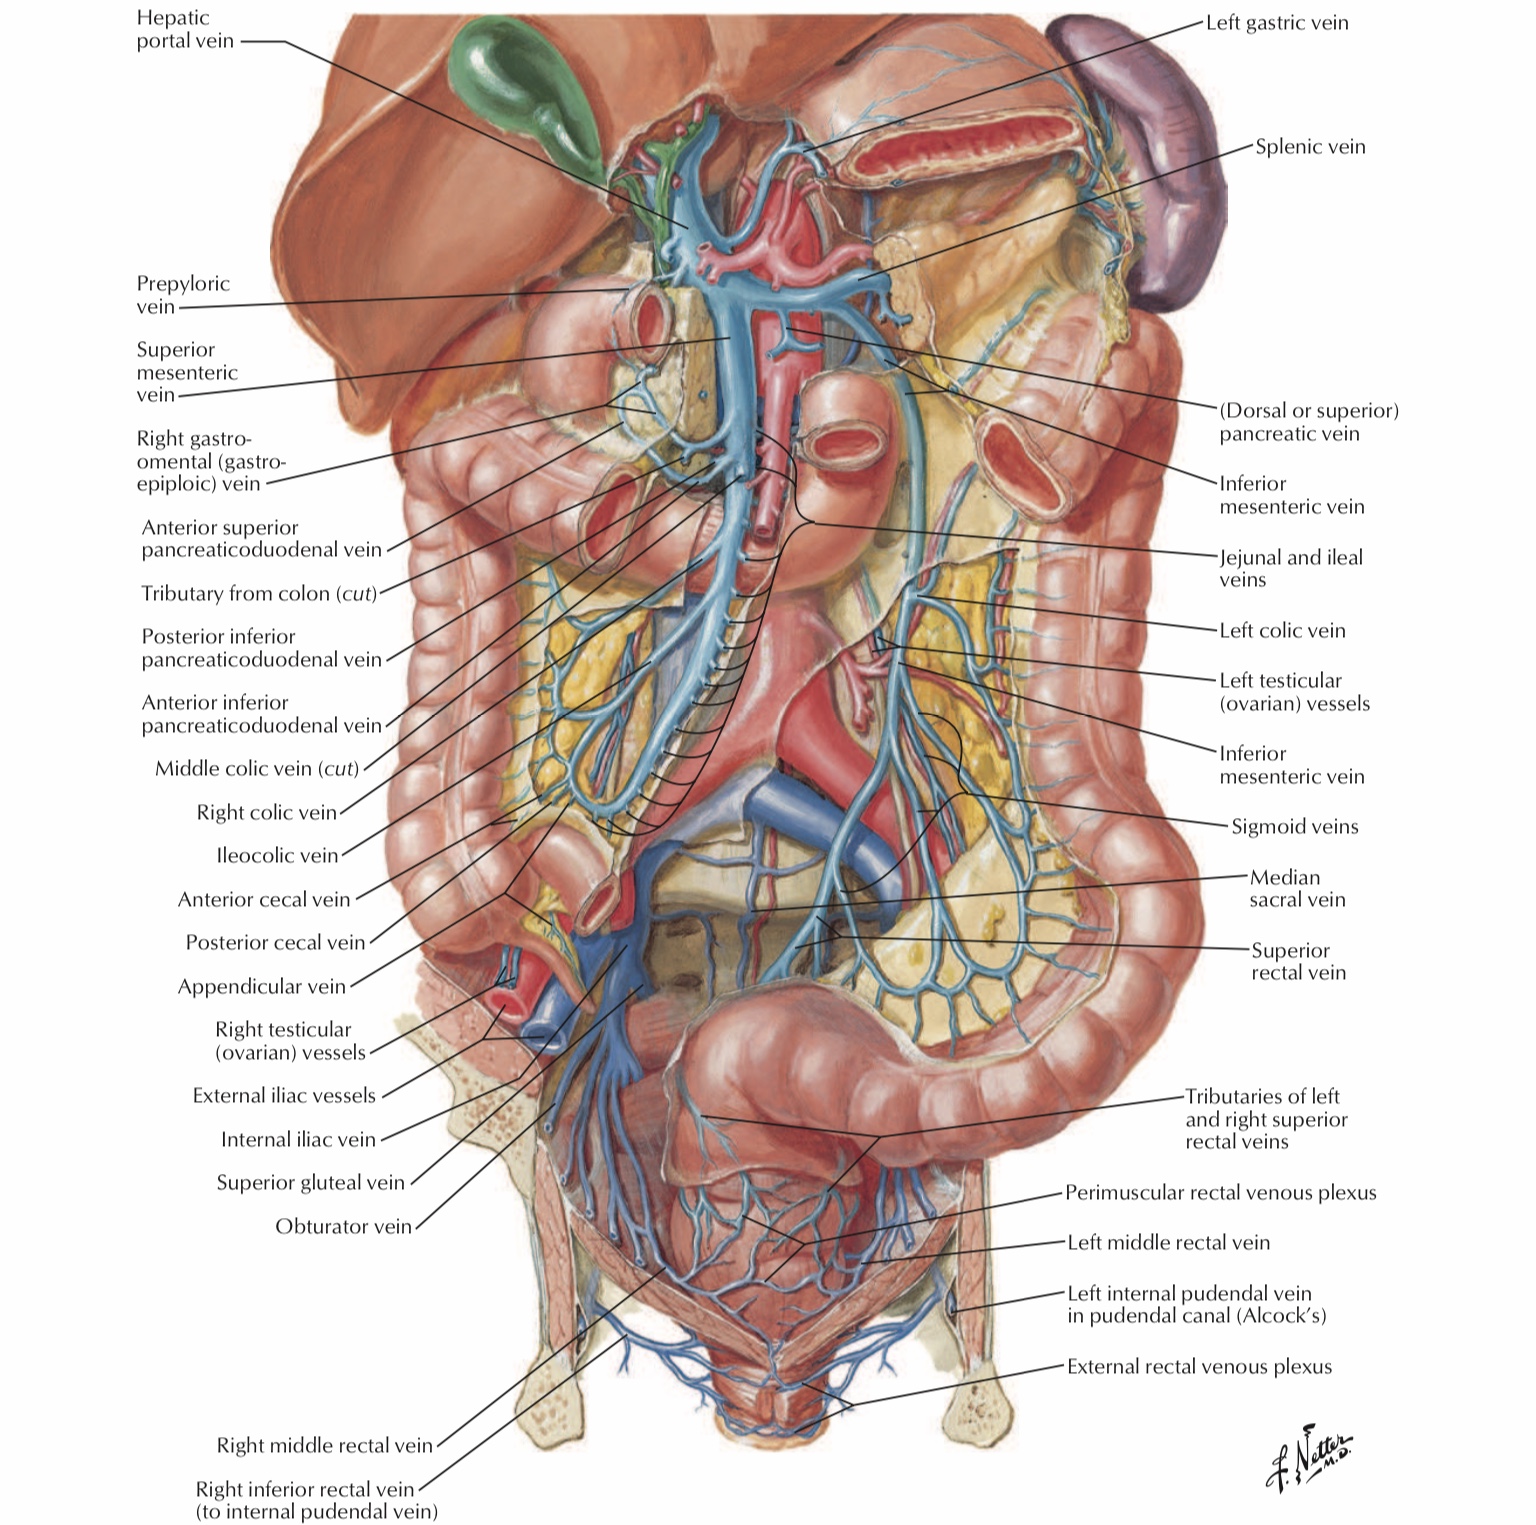 Hepatic
portal vein
Prepyloric
vein
Superior
mesenteric
vein
Right gastro-
omental (gastro-
epiploic) vein
Anterior superior
pancreaticoduodenal vein
Tributary from colon (cut)
Posterior inferior
pancreaticoduodenal vein
Anterior inferior
pancreaticoduodenal vein
Middle colic vein (cut)
Right colic vein
Ileocolic vein
Anterior cecal vein
Posterior cecal vein
Appendicular vein
Right testicular
(ovarian) vessels
External iliac vessels
Internal iliac vein
Superior gluteal vein
Obturator vein
Right middle rectal vein
Right inferior rectal vein
(to internal pudendal vein)
Left gastric vein
Splenic vein
(Dorsal or superior)
pancreatic vein
Inferior
mesenteric vein
Jejunal and ileal
veins
Left colic vein
Left testicular
(ovarian) vessels
Inferior
mesenteric vein
Sigmoid veins
Median
sacral vein
Superior
rectal vein
Tributaries of left
and right superior
rectal veins
Perimuscular rectal venous plexus
Left middle rectal vein
Left internal pudendal vein
in pudendal canal (Alcock's)
External rectal venous plexus
F. Netter
M.D.